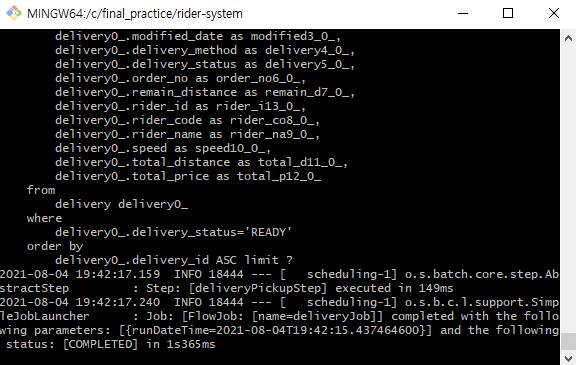 MINGW64:/c/final_practice/rider-system
        delivery0_.modified_date as modified3_0_,
        delivery0_.delivery_method as delivery4_0_,
        delivery0_.delivery_status as delivery5_0_,
        delivery0_.order_no as order_no6_0_,
        delivery0_.remain_distance as remain_d7_0_,
        delivery0_.rider_id as rider_i13_0_,
        delivery0_.rider_code as rider_co8_0_,
        delivery0_.rider_name as rider_na9_0_,
        delivery0_.speed as speed10_0_,
        delivery0_.total_distance as total_d11_0_,
        delivery0_.total_price as total_p12_0_
    from
        delivery delivery0_
    where
        delivery0_.delivery_status='READY'
    order by
        delivery0_.delivery_id ASC limit ?
2021-08-04 19:42:17.159  INFO 18444 --- [   scheduling-1] o.s.batch.core.step.Ab
stractStep         : Step: [deliveryPickupStep] executed in 149ms
2021-08-04 19:42:17.240  INFO 18444 --- [   scheduling-1] o.s.b.c.l.support.Simp
leJobLauncher      : Job: [FlowJob: [name=deliveryJob]] completed with the follo
wing parameters: [{runDateTime=2021-08-04T19:42:15.437464600}] and the following
 status: [COMPLETED] in 1s365ms